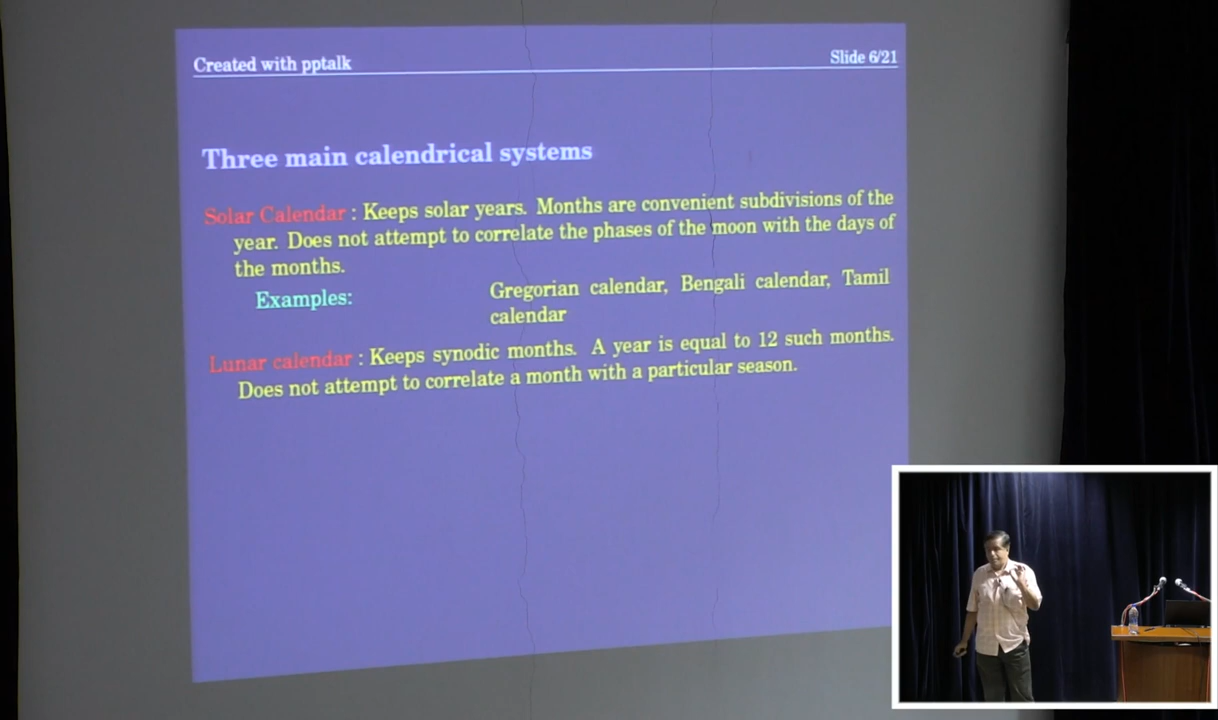 Created with pptalk
Slide 6/21
Three main calendrical systems
Solar Calendar : Keeps solar years. Months are convenient subdivisions of the
year. Does not attempt to correlate the phases of the moon with the days of
the months.
Examples:
Gregorian calendar, Bengali calendar, Tamil
calendar
Lunar calendar : Keeps synodic months. A year is equal to 12 such months.
Does not attempt to correlate a month with a particular season.